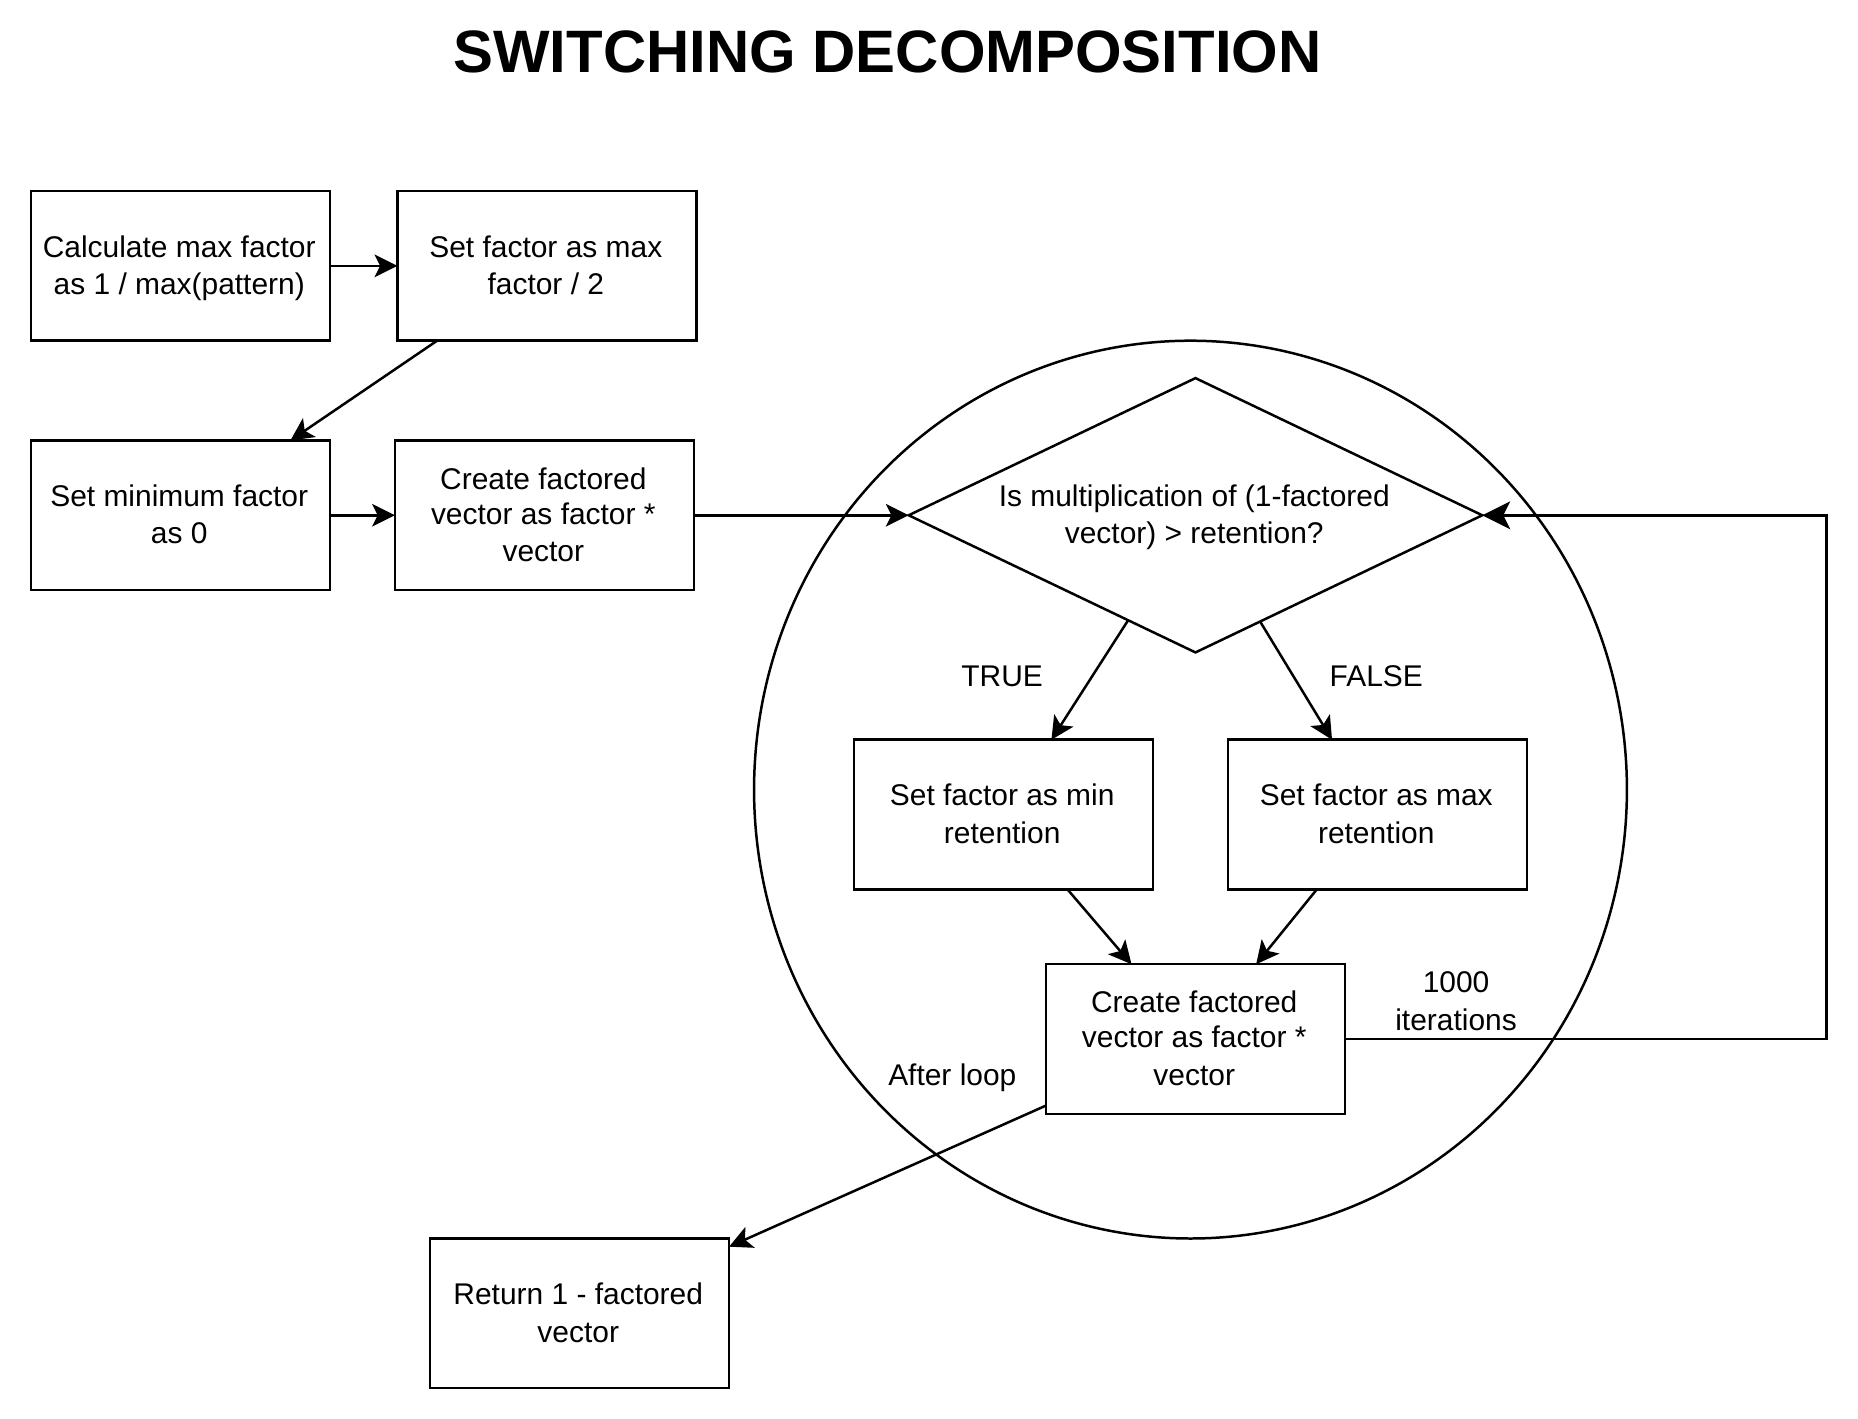 SWITCHING DECOMPOSITION
Calculate max factor
as 1 / max(pattern)
Set factor as max
factor / 2
Set minimum factor
as 0
Create factored
vector as factor *
vector
Is multiplication of (1-factored
vector) > retention?
TRUE
FALSE
Set factor as min
retention
Set factor as max
retention
Create factored
vector as factor *
vector
1000
iterations
After loop
Return 1 - factored
vector